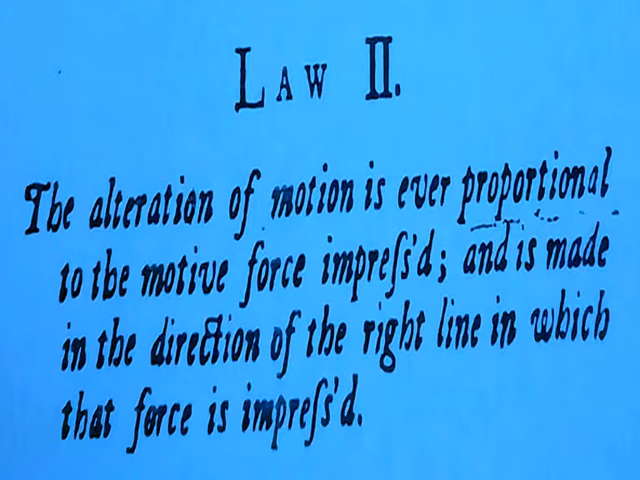 LAW II.
The alteration of motion is ever proportional
to the motive force impreſs'd; and is made
in the direction of the right line in which
that force is impreſs'd.